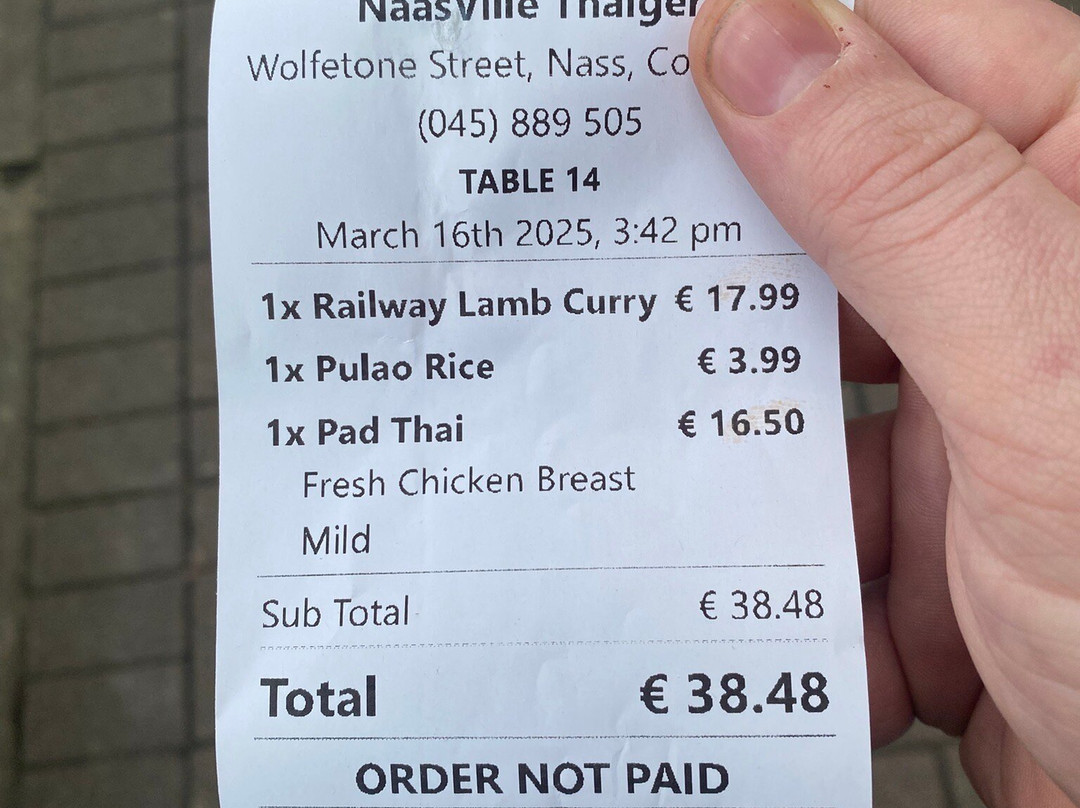 Naasville Thaiger
Wolfetone Street, Nass, Co
(045) 889 505
TABLE 14
March 16th 2025, 3:42 pm
1x Railway Lamb Curry € 17.99
1x Pulao Rice € 3.99
1x Pad Thai € 16.50
Fresh Chicken Breast
Mild
Sub Total € 38.48
Total € 38.48
ORDER NOT PAID